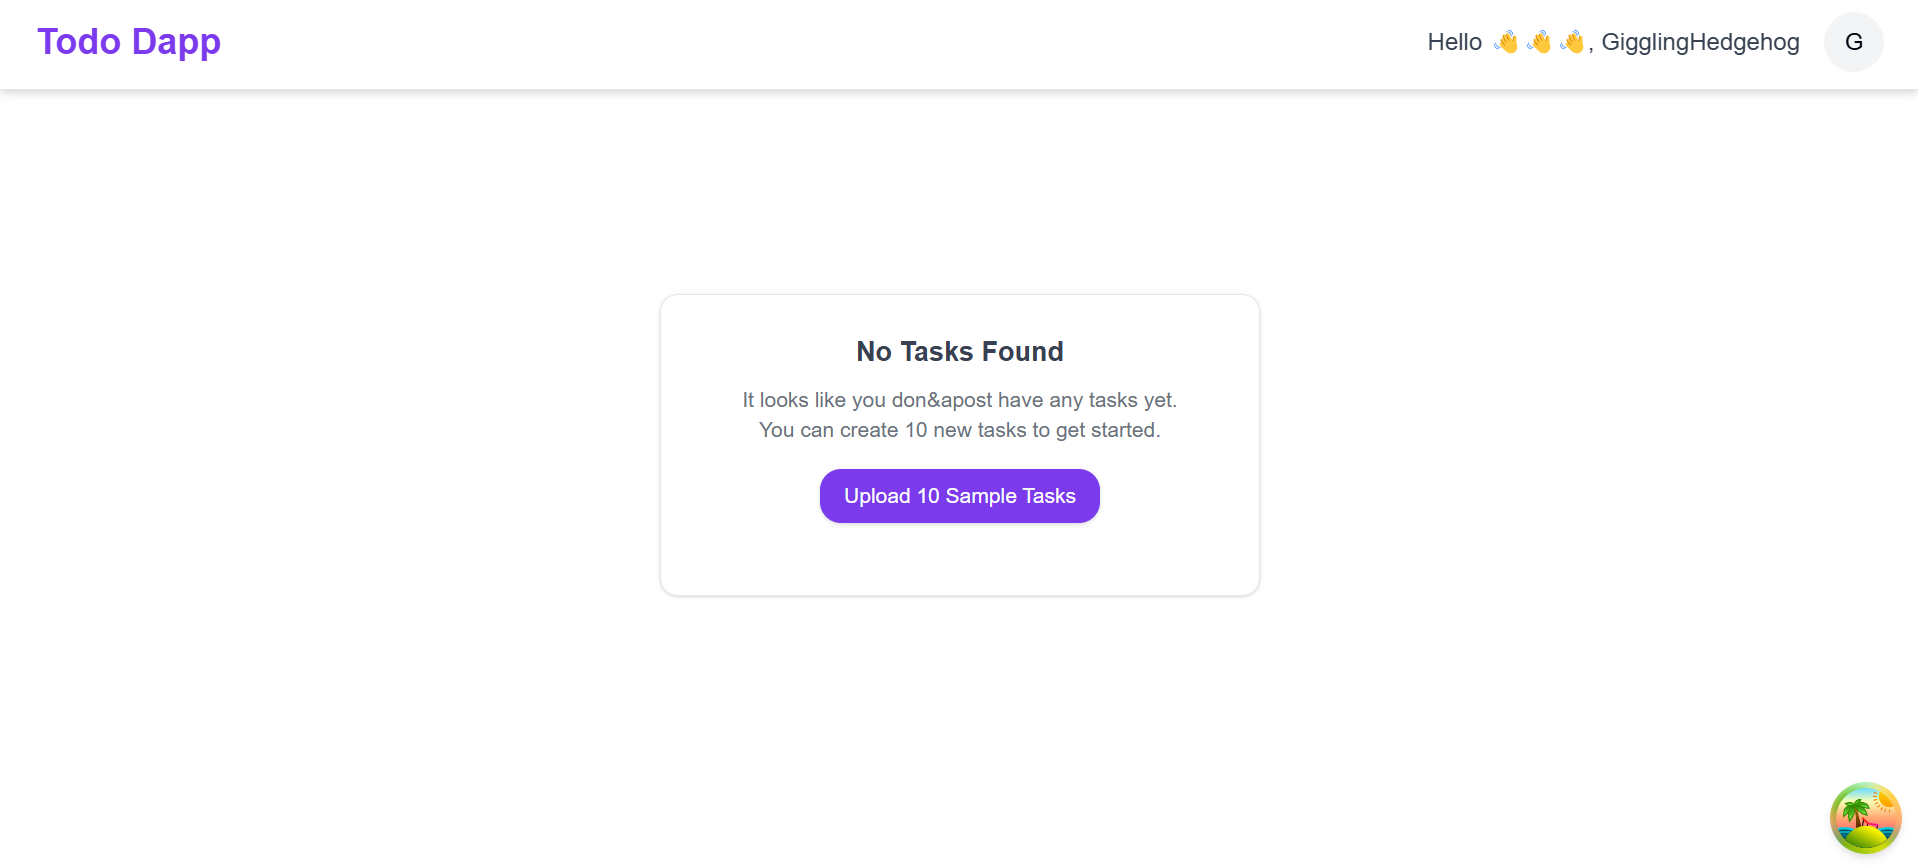 Todo Dapp
Hello 👋 👋 👋, GigglingHedgehog
G
No Tasks Found
It looks like you don&apost have any tasks yet.
You can create 10 new tasks to get started.
Upload 10 Sample Tasks